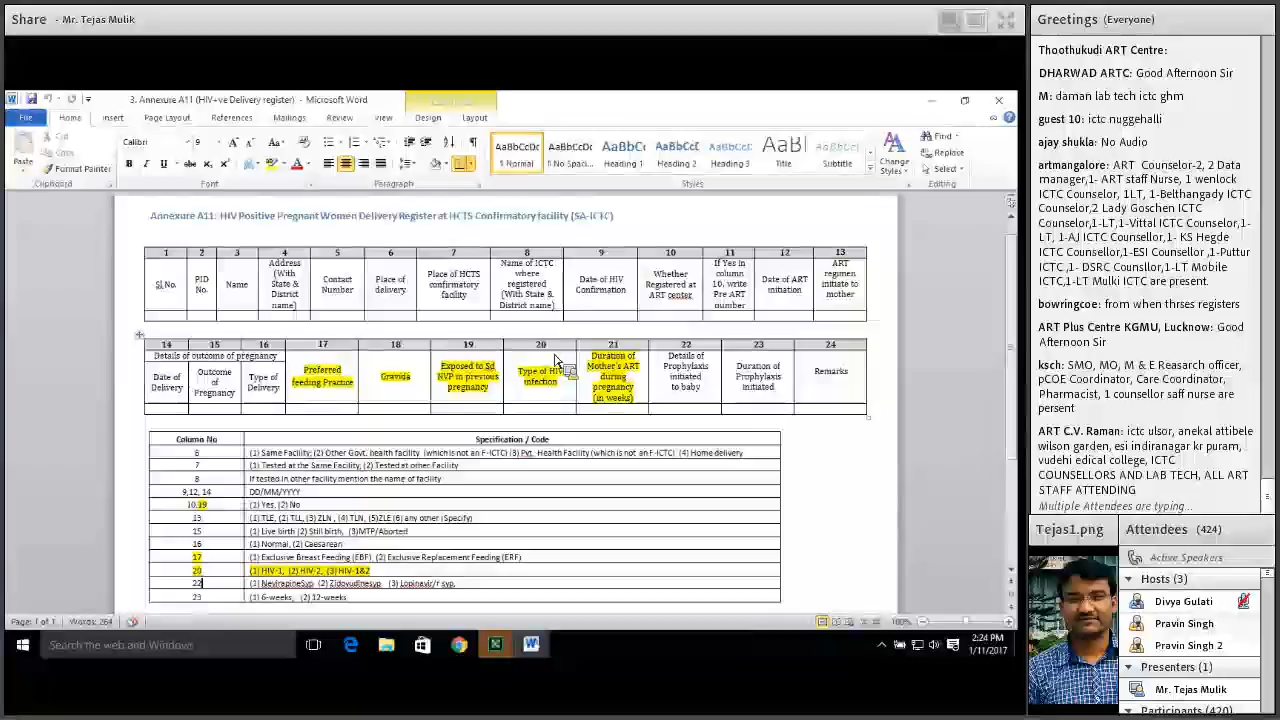 Share - Mr. Tejas Mulik
3. Annexure A11 (HIV+ve Delivery register) - Microsoft Word
File Home Insert Page Layout References Mailings Review View Design Layout
Paste
Cut
Copy
Format Painter
Clipboard
Calibri 9
Font
Paragraph
AaBbCcDc AaBbCcDc AaBbC AaBbCc AaBbCc AaBl AaBbCcl
¶ Normal ¶ No Spaci... Heading 1 Heading 2 Heading 3 Title Subtitle
Change Styles
Styles
Find
Replace
Select
Editing
Annexure A11: HIV Positive Pregnant Women Delivery Register at HCTS Confirmatory facility (SA-ICTC)
1 2 3 4 5 6 7 8 9 10 11 12 13
Sl.No.
PID No.
Name
Address (With State & District name)
Contact Number
Place of delivery
Place of HCTS confirmatory facility
Name of ICTC where registered (With State & District name)
Date of HIV Confirmation
Whether Registered at ART center
If Yes in column 10, write Pre ART number
Date of ART initiation
ART regimen initiate to mother
14 15 16 17 18 19 20 21 22 23 24
Details of outcome of pregnancy
Date of Delivery
Outcome of Pregnancy
Type of Delivery
Preferred feeding Practice
Gravida
Exposed to Sd NVP in previous pregnancy
Type of HIV infection
Duration of Mother's ART during pregnancy (in weeks)
Details of Prophylaxis initiated to baby
Duration of Prophylaxis initiated
Remarks
Column No Specification / Code
6 (1) Same Facility; (2) Other Govt. health facility (which is not an F-ICTC) (3) Pvt. Health Facility (which is not an F-ICTC) (4) Home delivery
7 (1) Tested at the Same Facility; (2) Tested at other Facility
8 If tested in other facility mention the name of facility
9,12, 14 DD/MM/YYYY
10,19 (1) Yes, (2) No
13 (1) TLE, (2) TLL, (3) ZLN , (4) TLN, (5)ZLE (6) any other (Specify)
15 (1) Live birth (2) Still birth, (3)MTP/Aborted
16 (1) Normal, (2) Caesarean
17 (1) Exclusive Breast Feeding (EBF), (2) Exclusive Replacement Feeding (ERF)
20 (1) HIV-1, (2) HIV-2, (3) HIV-1&2
22 (1) NevirapineSyp (2) Zidovudinesyp (3) Lopinavir/r syp.
23 (1) 6-weeks, (2) 12-weeks
Page: 1 of 1 Words: 264 100%
Search the web and Windows
2:24 PM
1/11/2017
Greetings (Everyone)
Thoothukudi ART Centre:
DHARWAD ARTC: Good Afternoon Sir
M: daman lab tech ictc ghm
guest 10: ictc nuggehalli
ajay shukla: No Audio
artmangalore: ART Counselor-2, 2 Data
manager,1- ART staff Nurse, 1 wenlock
ICTC Counselor, 1LT, 1-Belthangady ICTC
Counselor,2 Lady Goschen ICTC
Counselor,1-LT,1-Vittal ICTC Counselor,1-
LT, 1-AJ ICTC Counsellor,1- KS Hegde
ICTC Counsellor,1-ESI Counselor ,1-Puttur
ICTC ,1- DSRC Counsllor,1-LT Mobile
ICTC,1-LT Mulki ICTC are present.
bowringcoe: from when thrses registers
ART Plus Centre KGMU, Lucknow: Good
Afternoon Sir
ksch: SMO, MO, M & E Reasearch officer,
pCOE Coordinator, Care Coordinator,
Pharmacist, 1 counsellor saff nurse are
persent
ART C.V. Raman: ictc ulsor, anekal attibele
wilson garden, esi indiranagar kr puram,
vudehi edical college, ICTC
COUNSELLORS AND LAB TECH, ALL ART
STAFF ATTENDING
Multiple Attendees are typing...
Tejas1.png
Attendees (424)
Active Speakers
Hosts (3)
Divya Gulati
Pravin Singh
Pravin Singh 2
Presenters (1)
Mr. Tejas Mulik
Participants (420)